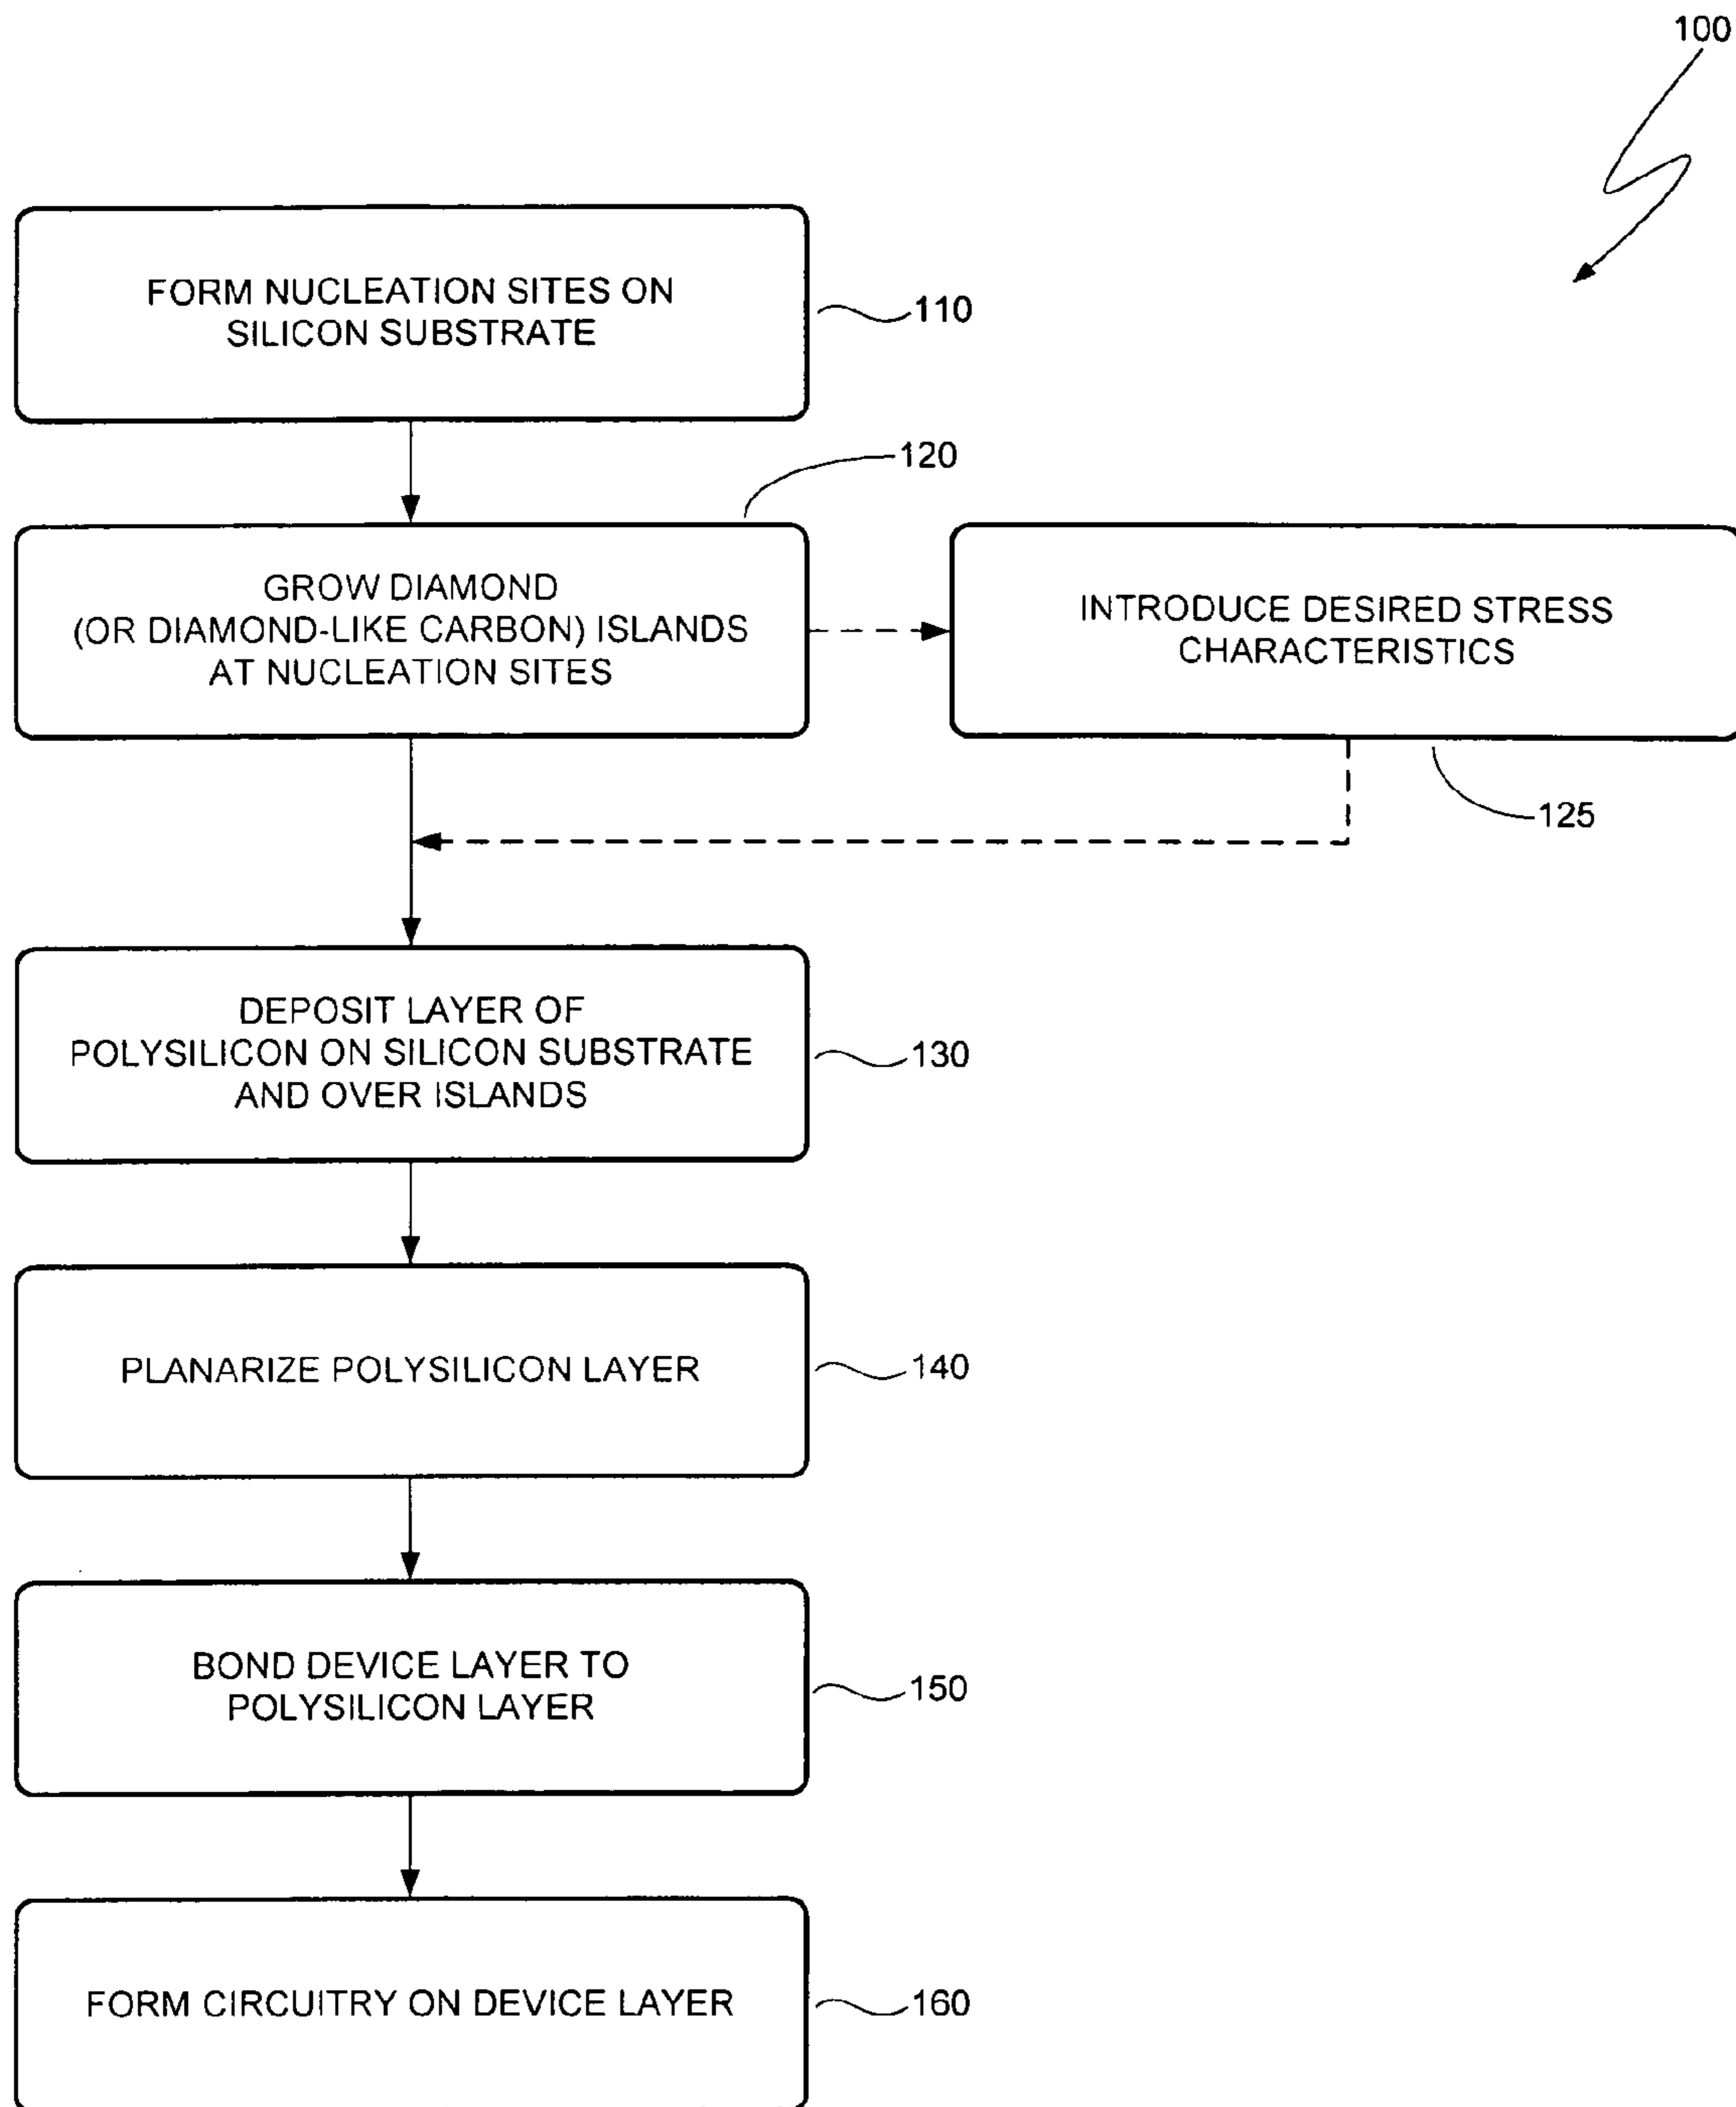 100
FORM NUCLEATION SITES ON
SILICON SUBSTRATE
110
120
GROW DIAMOND
(OR DIAMOND-LIKE CARBON) ISLANDS
AT NUCLEATION SITES
INTRODUCE DESIRED STRESS
CHARACTERISTICS
125
DEPOSIT LAYER OF
POLYSILICON ON SILICON SUBSTRATE
AND OVER ISLANDS
130
PLANARIZE POLYSILICON LAYER
140
BOND DEVICE LAYER TO
POLYSILICON LAYER
150
FORM CIRCUITRY ON DEVICE LAYER
160